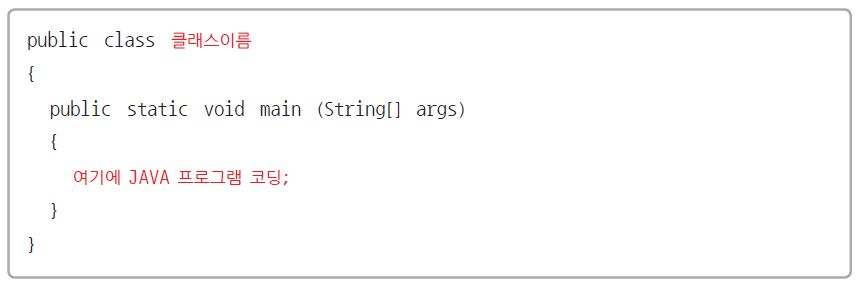 public class 클래스이름
{
public static void main (String[] args)
{
여기에 JAVA 프로그램 코딩;
}
}